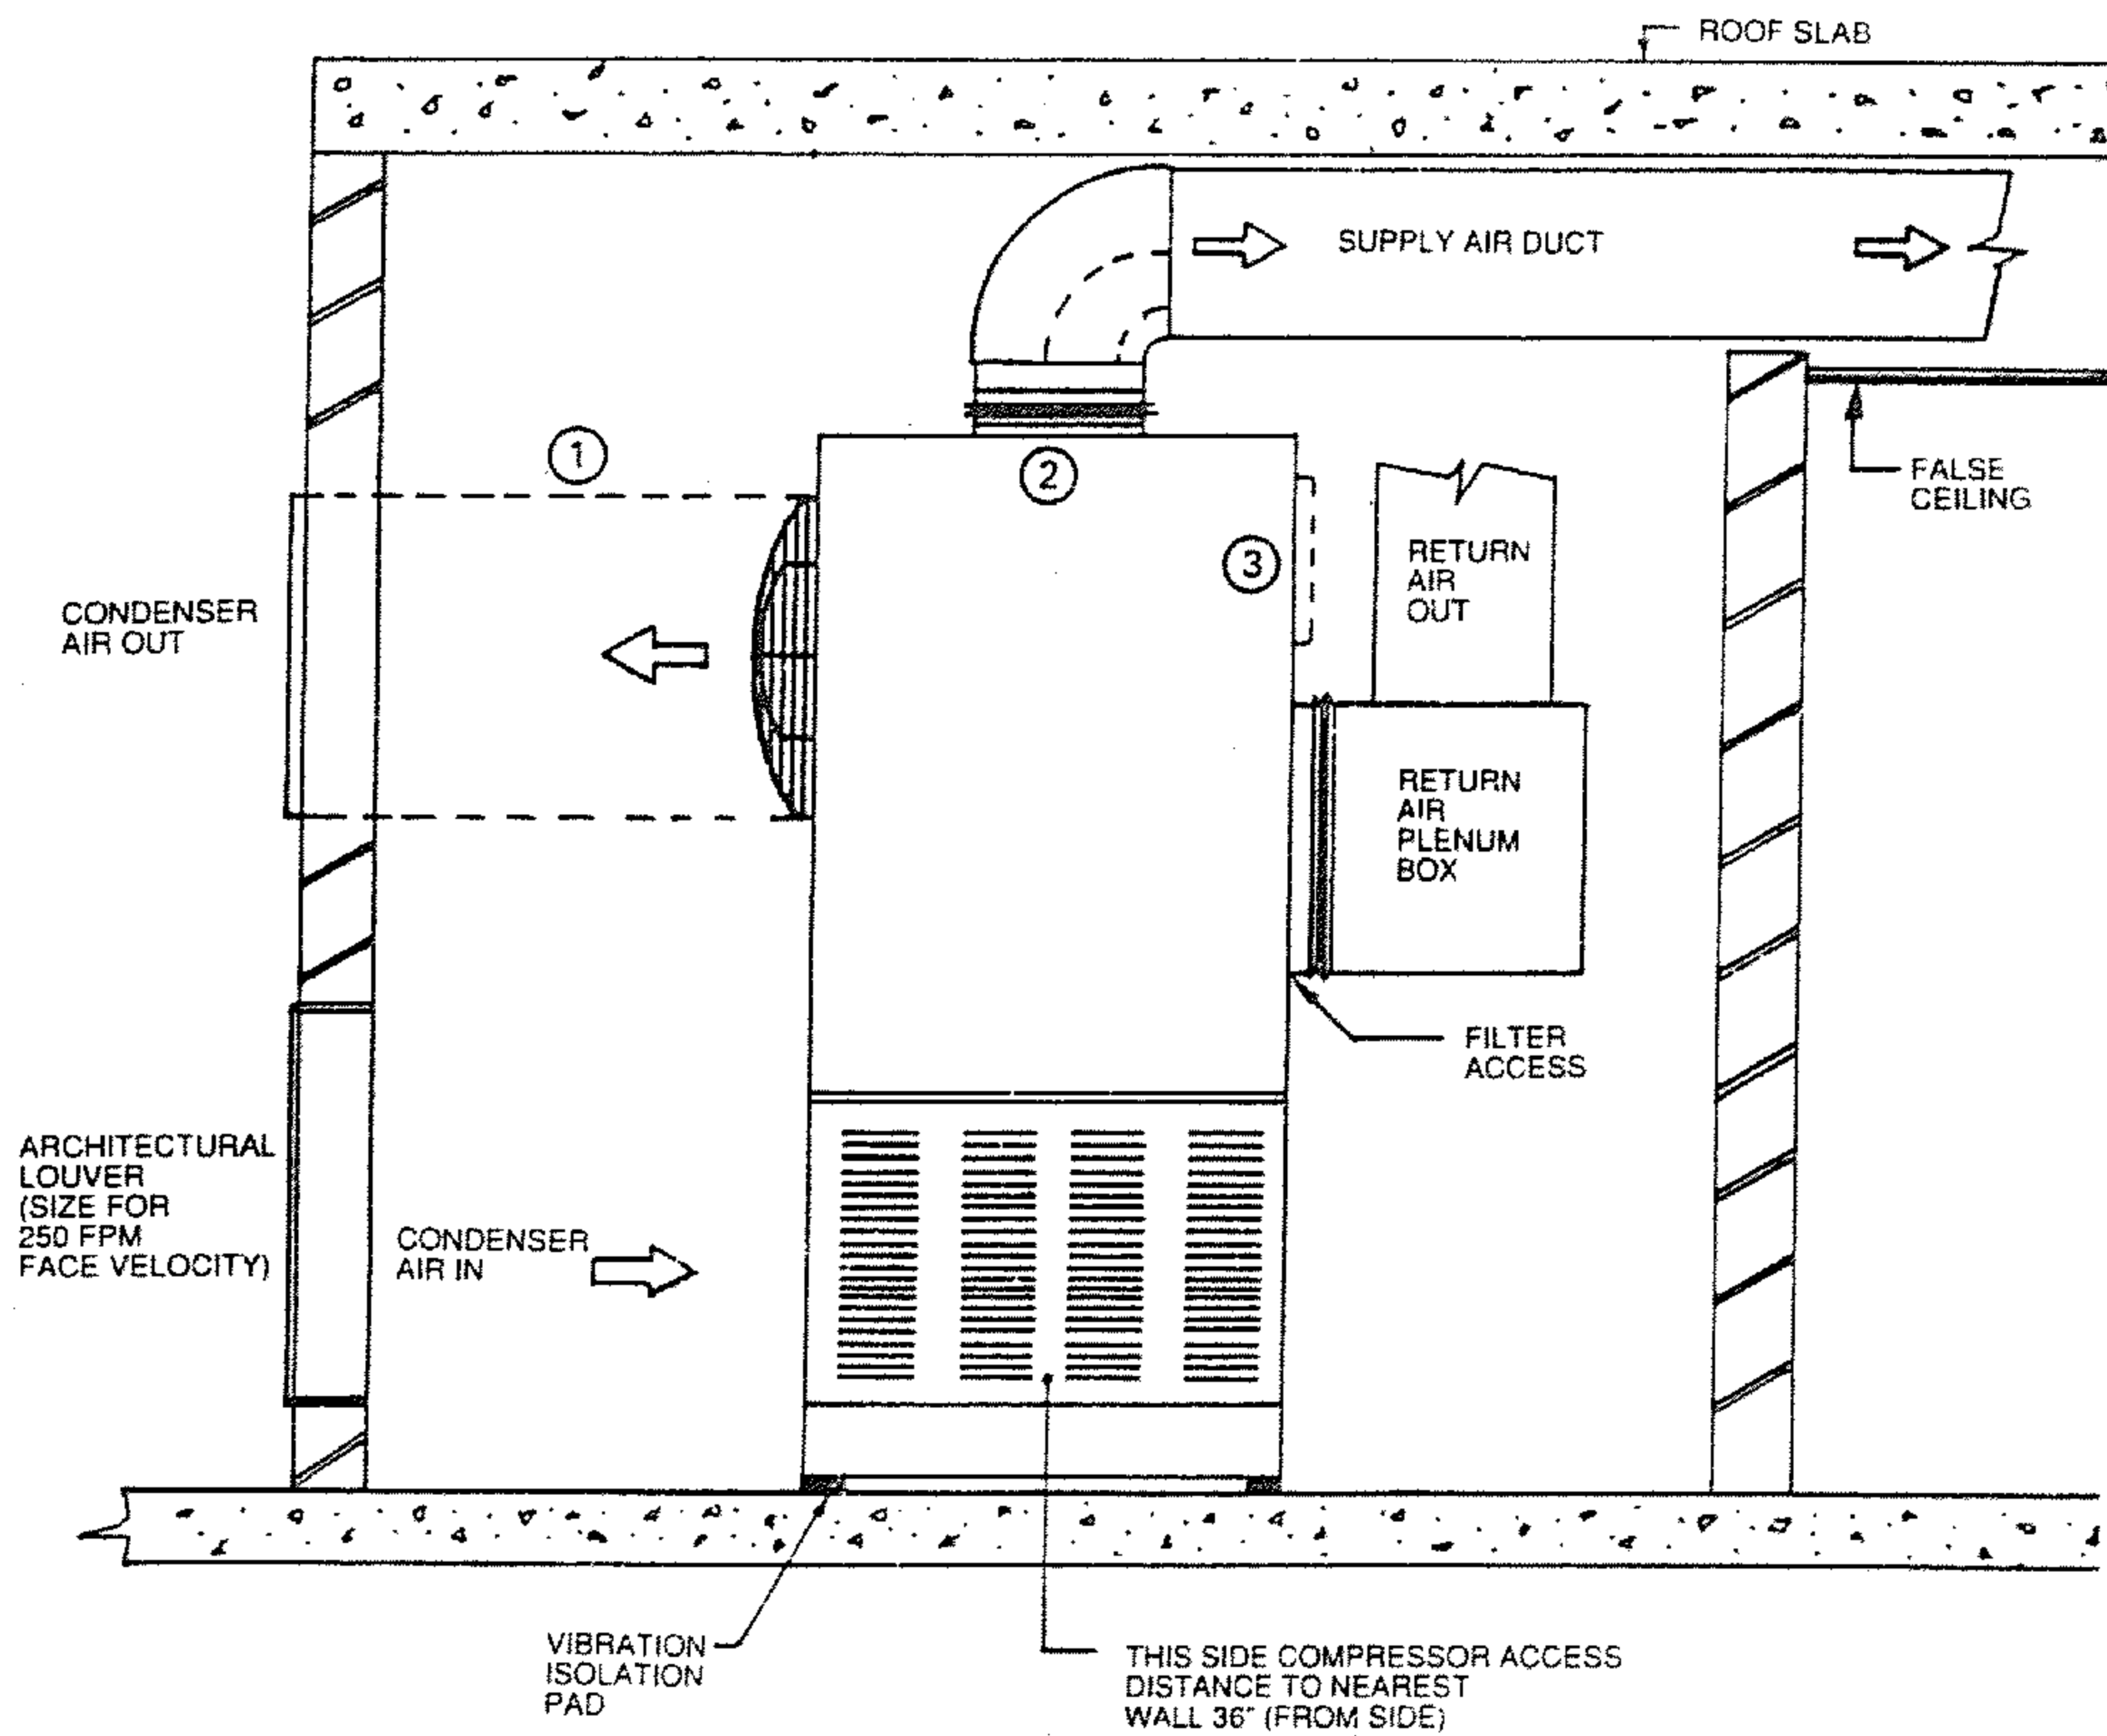 ROOF SLAB
SUPPLY AIR DUCT
1
2
FALSE
CEILING
3
RETURN
AIR
OUT
CONDENSER
AIR OUT
RETURN
AIR
PLENUM
BOX
FILTER
ACCESS
ARCHITECTURAL
LOUVER
(SIZE FOR
250 FPM
FACE VELOCITY)
CONDENSER
AIR IN
VIBRATION
ISOLATION
PAD
THIS SIDE COMPRESSOR ACCESS
DISTANCE TO NEAREST
WALL 36" (FROM SIDE)